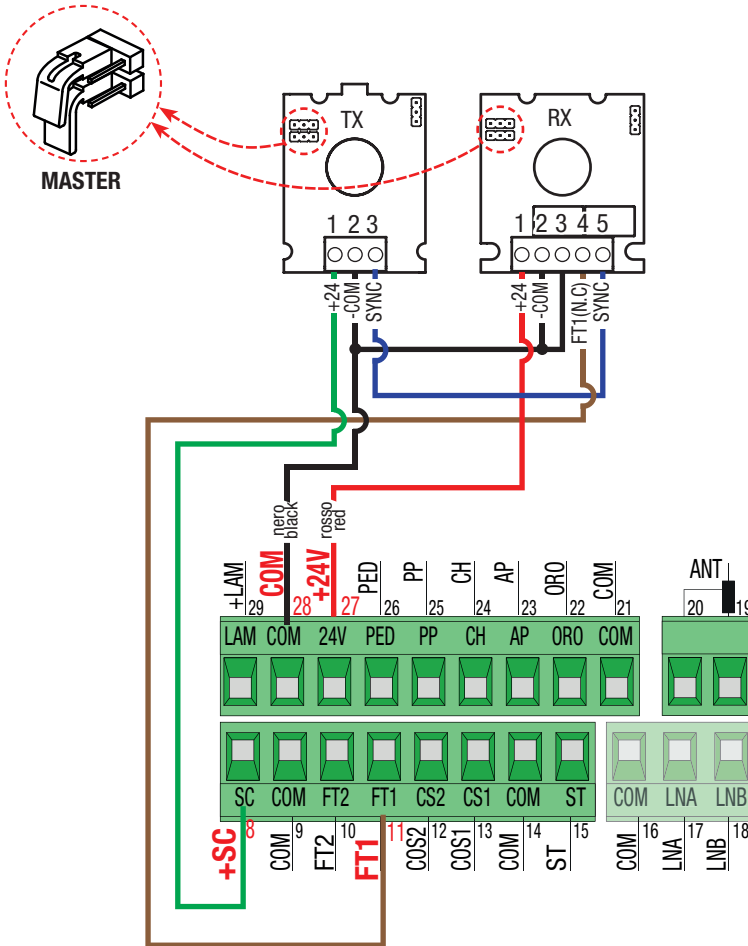 MASTER
TX
RX
1 2 3
1 2 3 4 5
+24
-COM
SYNC
+24
-COM
FT1(N.C)
SYNC
nero
black
rosso
red
+LAM
COM
+24V
PED
PP
CH
AP
ORO
COM
ANT
29 28 27 26 25 24 23 22 21 20 19
LAM COM 24V PED PP CH AP ORO COM
SC COM FT2 FT1 CS2 CS1 COM ST COM LNA LNB
8 9 10 11 12 13 14 15 16 17 18
+SC
COM
FT2
FT1
COS2
COS1
COM
ST
COM
LNA
LNB